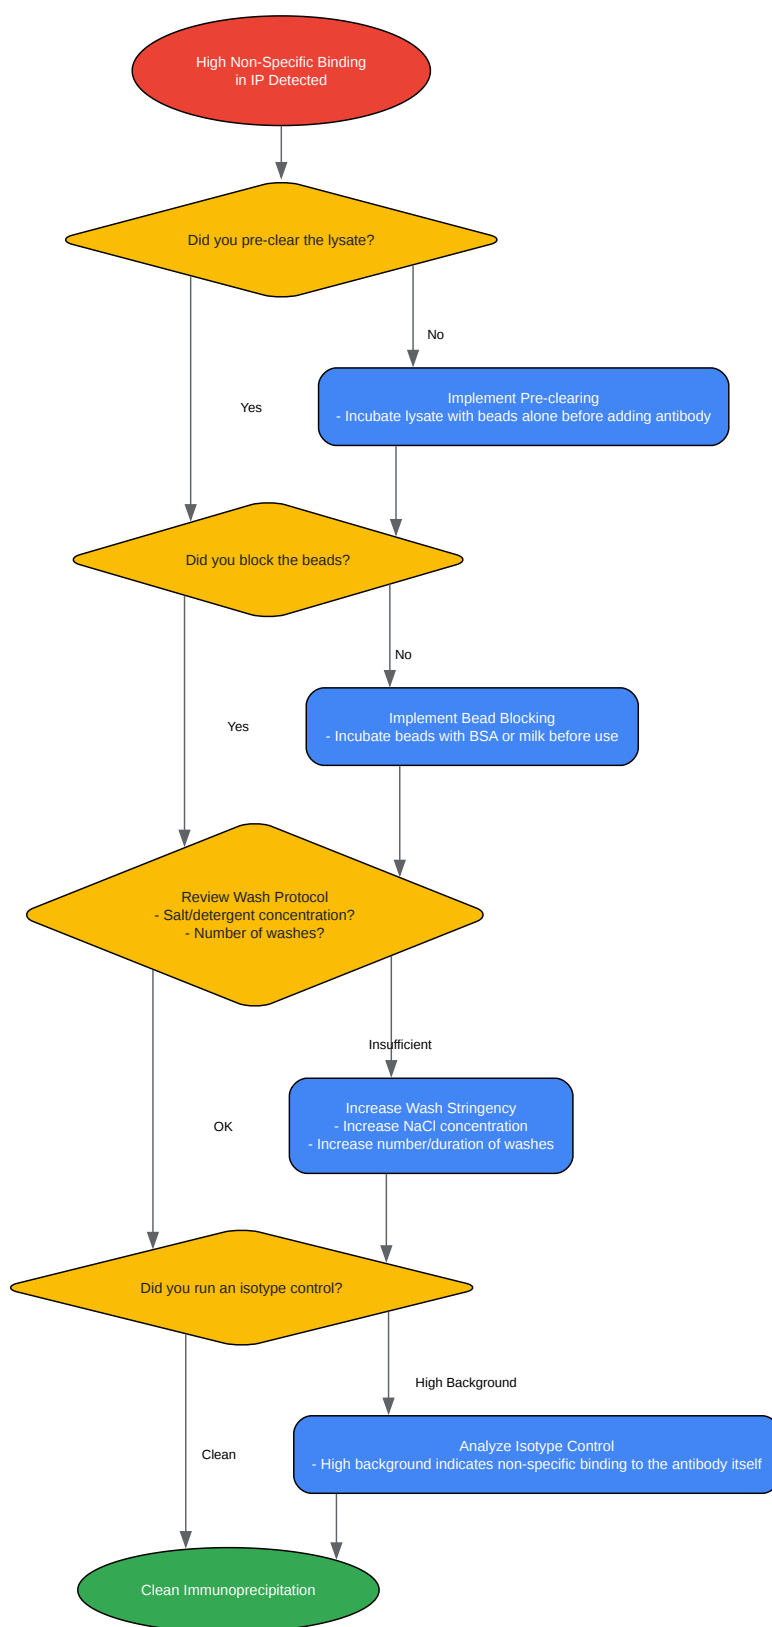 High Non-Specific Binding
in IP Detected
Did you pre-clear the lysate?
No
Implement Pre-clearing
- Incubate lysate with beads alone before adding antibody
Yes
Did you block the beads?
No
Implement Bead Blocking
- Incubate beads with BSA or milk before use
Yes
Review Wash Protocol
- Salt/detergent concentration?
- Number of washes?
Insufficient
Increase Wash Stringency
- Increase NaCl concentration
- Increase number/duration of washes
OK
Did you run an isotype control?
High Background
Analyze Isotype Control
- High background indicates non-specific binding to the antibody itself
Clean
Clean Immunoprecipitation